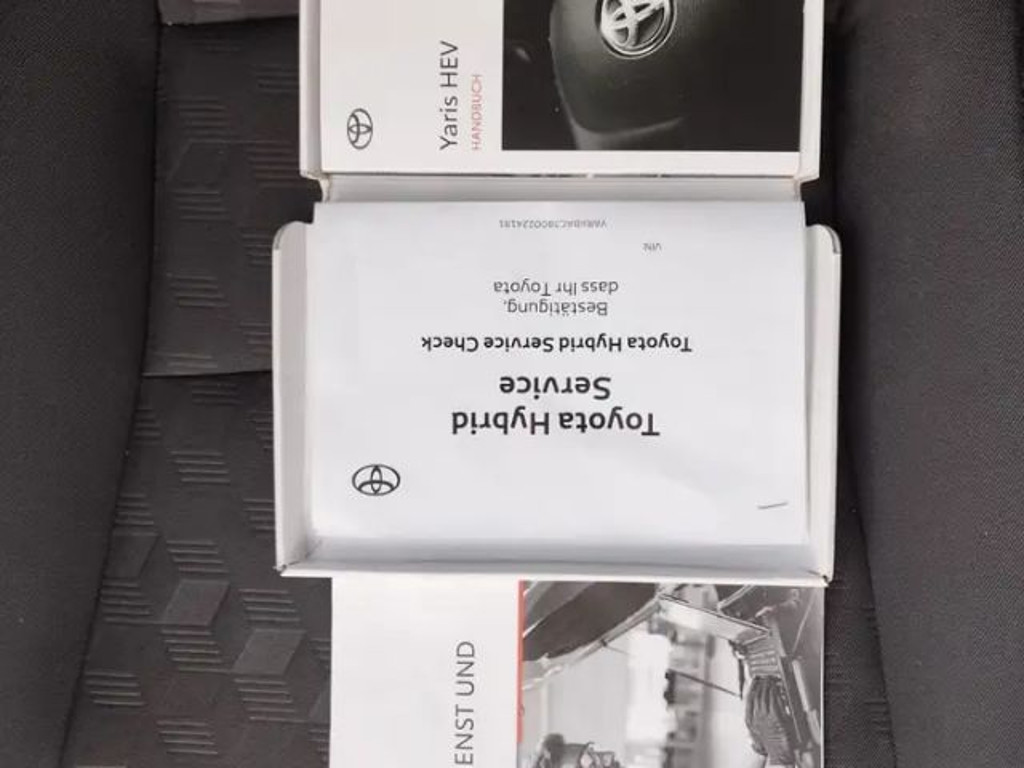 Yaris HEV
HANDBUCH
Toyota Hybrid
Service
Toyota Hybrid Service Check
Bestätigung,
dass Ihr Toyota
VIN:
ENST UND